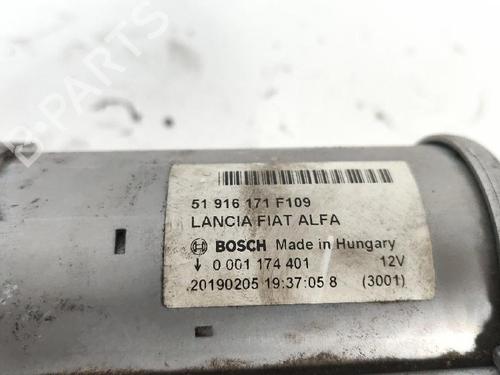 51 916 171 F109
LANCIA FIAT ALFA
BOSCH Made in Hungary
↓ 0 001 174 401 12V
20190205 19:37:05 8 (3001)